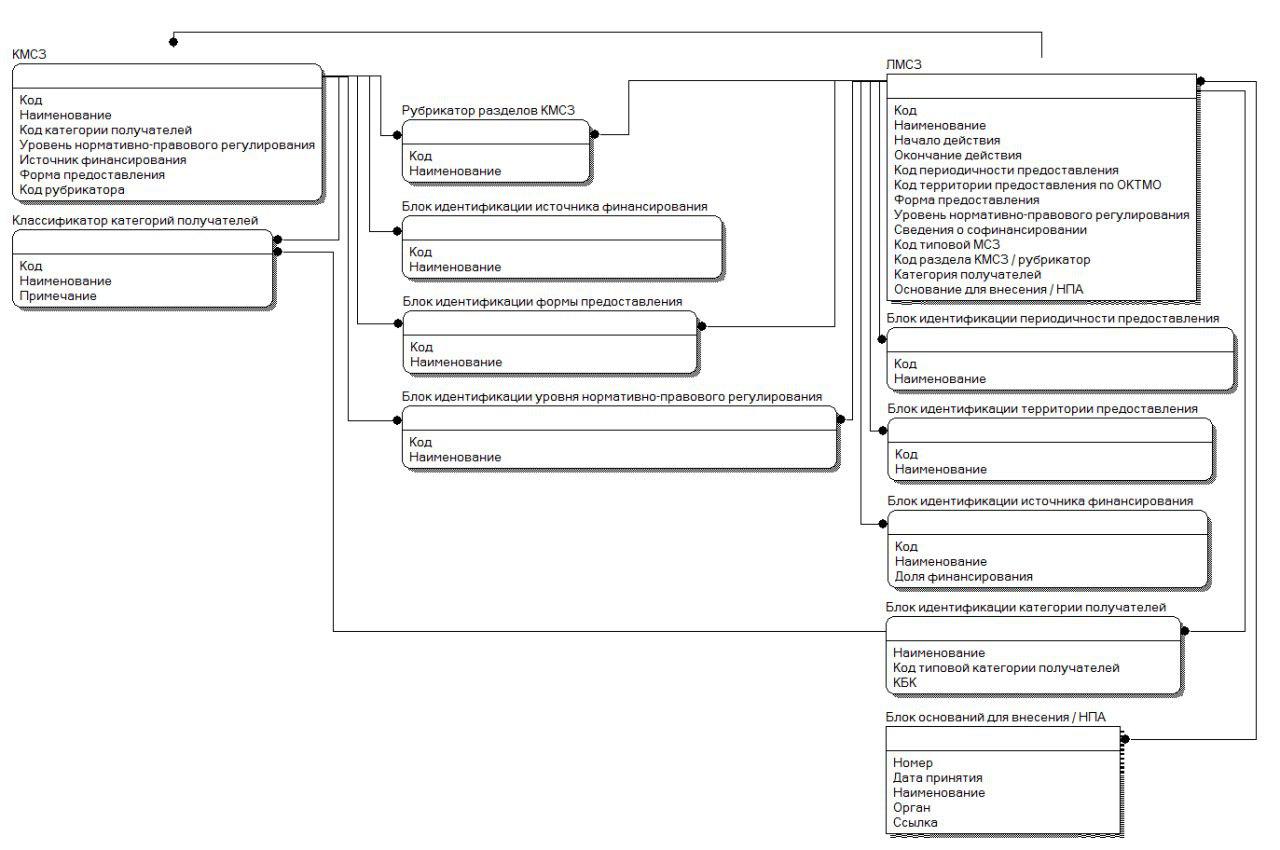 КМСЗ
Код
Наименование
Код категории получателей
Уровень нормативно-правового регулирования
Источник финансирования
Форма предоставления
Код рубрикатора
Классификатор категорий получателей
Код
Наименование
Примечание
Рубрикатор разделов КМСЗ
Код
Наименование
Блок идентификации источника финансирования
Код
Наименование
Блок идентификации формы предоставления
Код
Наименование
Блок идентификации уровня нормативно-правового регулирования
Код
Наименование
ЛМСЗ
Код
Наименование
Начало действия
Окончание действия
Код периодичности предоставления
Код территории предоставления по ОКТМО
Форма предоставления
Уровень нормативно-правового регулирования
Сведения о софинансировании
Код типовой МСЗ
Код раздела КМСЗ / рубрикатор
Категория получателей
Основание для внесения / НПА
Блок идентификации периодичности предоставления
Код
Наименование
Блок идентификации территории предоставления
Код
Наименование
Блок идентификации источника финансирования
Код
Наименование
Доля финансирования
Блок идентификации категории получателей
Наименование
Код типовой категории получателей
КБК
Блок оснований для внесения / НПА
Номер
Дата принятия
Наименование
Орган
Ссылка